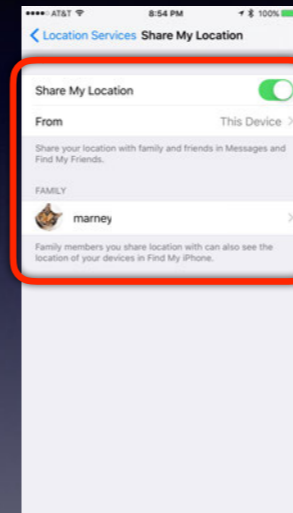 AT&T 8:54 PM 100%
Location Services Share My Location
Share My Location
From This Device
Share your location with family and friends in Messages and
Find My Friends.
FAMILY
marney
Family members you share location with can also see the
location of your devices in Find My iPhone.